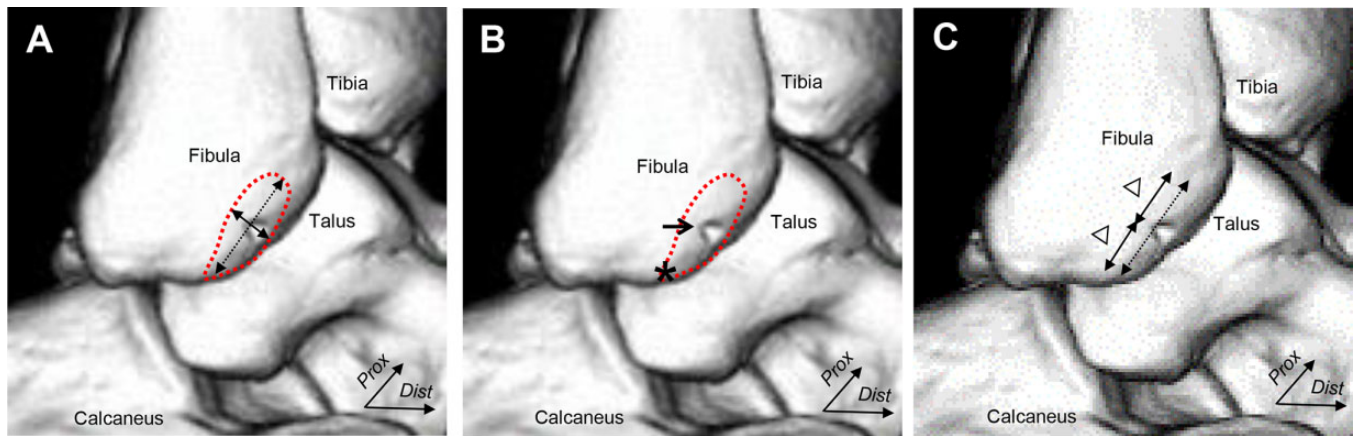 A
Tibia
Fibula
Talus
Prox
Dist
Calcaneus
B
Tibia
Fibula
*
Talus
Prox
Dist
Calcaneus
C
Tibia
Fibula
Talus
Prox
Dist
Calcaneus